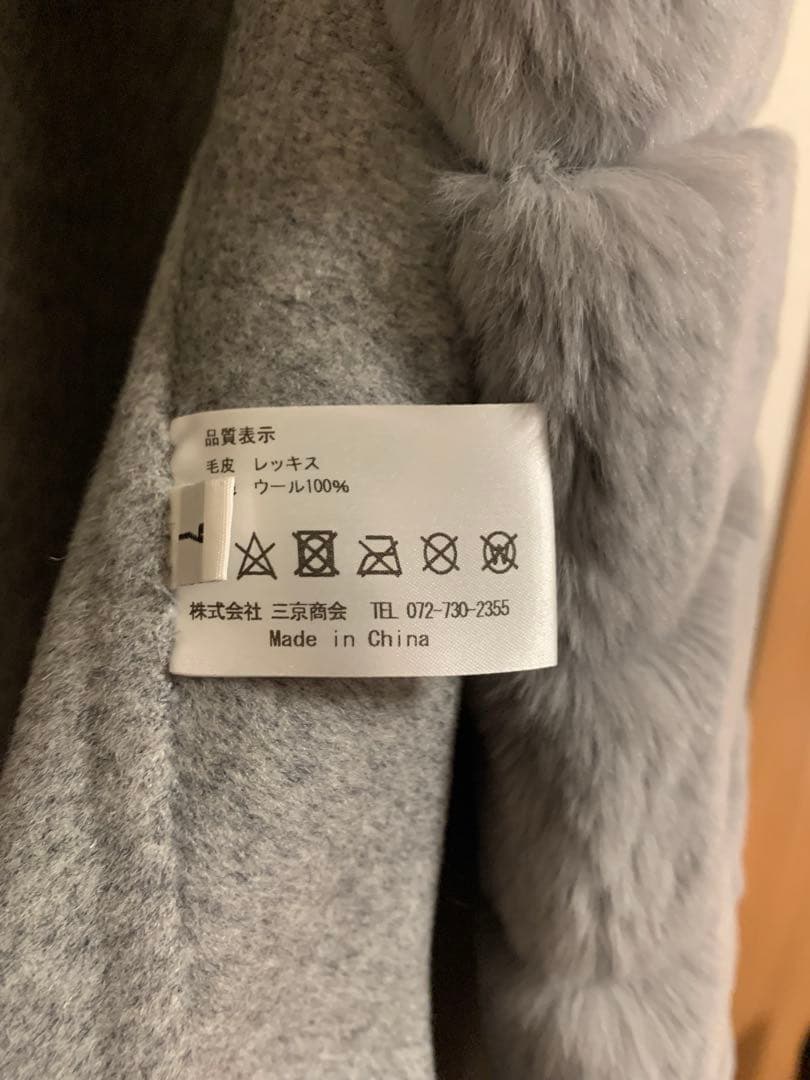 品質表示
毛皮 レッキス
ウール100%
7
株式会社 三京商会 TEL 072-730-2355
Made in China